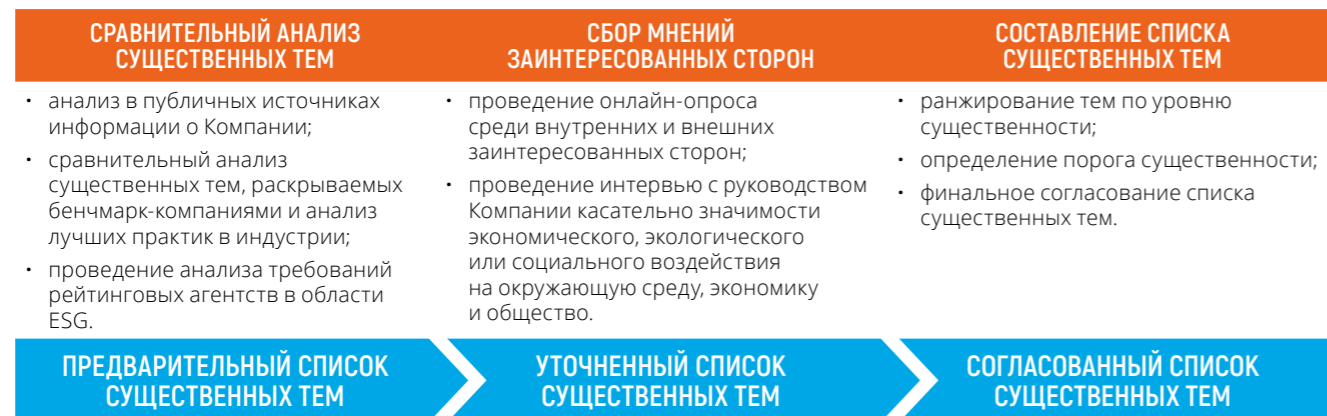 СРАВНИТЕЛЬНЫЙ АНАЛИЗ
СУЩЕСТВЕННЫХ ТЕМ
• анализ в публичных источниках
информации о Компании;
• сравнительный анализ
существенных тем, раскрываемых
бенчмарк-компаниями и анализ
лучших практик в индустрии;
• проведение анализа требований
рейтинговых агентств в области
ESG.
ПРЕДВАРИТЕЛЬНЫЙ СПИСОК
СУЩЕСТВЕННЫХ ТЕМ
СБОР МНЕНИЙ
ЗАИНТЕРЕСОВАННЫХ СТОРОН
• проведение онлайн-опроса
среди внутренних и внешних
заинтересованных сторон;
• проведение интервью с руководством
Компании касательно значимости
экономического, экологического
или социального воздействия
на окружающую среду, экономику
и общество.
УТОЧНЕННЫЙ СПИСОК
СУЩЕСТВЕННЫХ ТЕМ
СОСТАВЛЕНИЕ СПИСКА
СУЩЕСТВЕННЫХ ТЕМ
• ранжирование тем по уровню
существенности;
• определение порога существенности;
• финальное согласование списка
существенных тем.
СОГЛАСОВАННЫЙ СПИСОК
СУЩЕСТВЕННЫХ ТЕМ